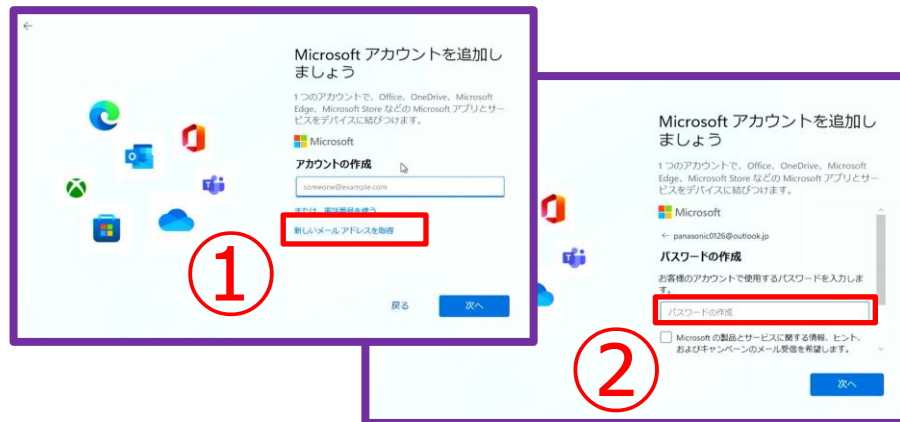 ←
Microsoft アカウントを追加し
ましょう
1 つのアカウントで、Office、OneDrive、Microsoft
Edge、Microsoft Store などの Microsoft アプリとサー
ビスをデバイスに結びつけます。
Microsoft
アカウントの作成
someone@example.com
または、電話番号を使う
新しいメール アドレスを取得
①
戻る
次へ
Microsoft アカウントを追加し
ましょう
1 つのアカウントで、Office、OneDrive、Microsoft
Edge、Microsoft Store などの Microsoft アプリとサー
ビスをデバイスに結びつけます。
Microsoft
← panasonic0126@outlook.jp
パスワードの作成
お客様のアカウントで使用するパスワードを入力しま
す。
パスワードの作成
Microsoft の製品とサービスに関する情報、ヒント、
およびキャンペーンのメール受信を希望します。
②
次へ